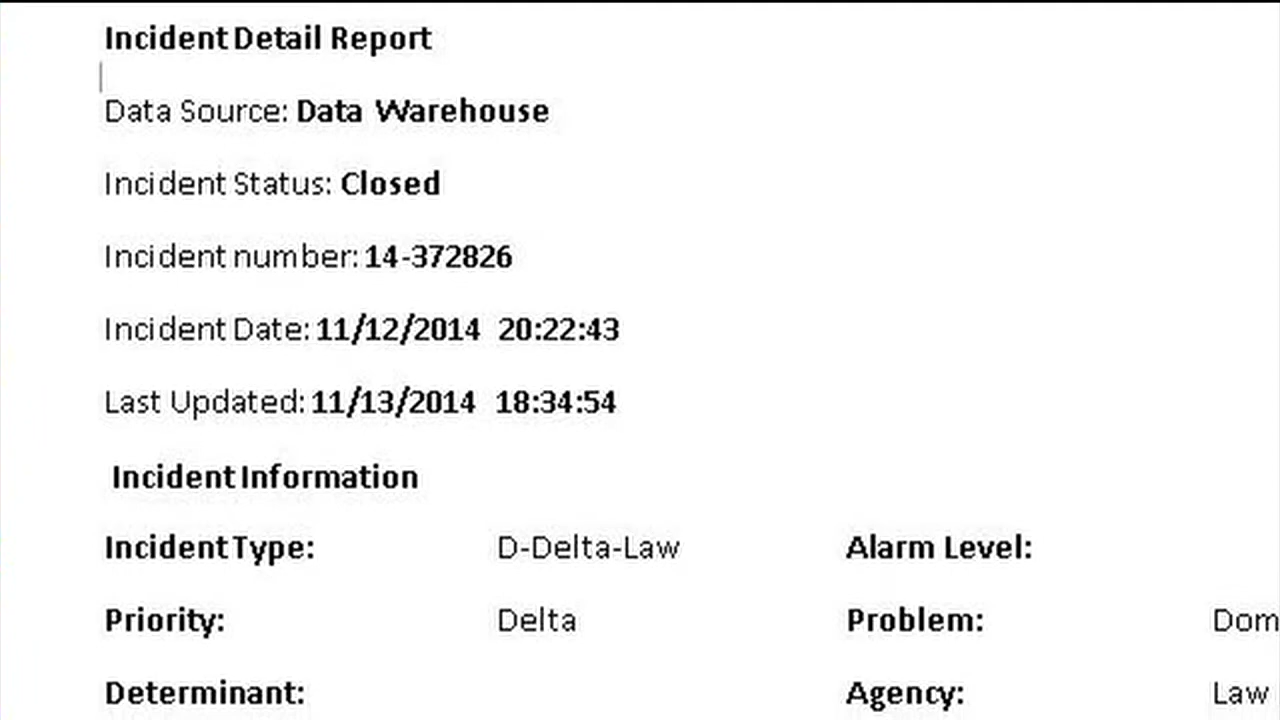 Incident Detail Report
Data Source: Data Warehouse
Incident Status: Closed
Incident number: 14-372826
Incident Date: 11/12/2014 20:22:43
Last Updated: 11/13/2014 18:34:54
Incident Information
Incident Type: D-Delta-Law Alarm Level:
Priority: Delta Problem: Dom
Determinant: Agency: Law